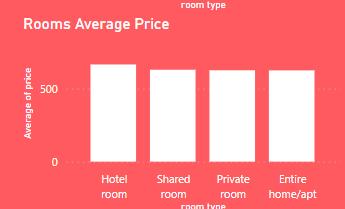 room type
Rooms Average Price
Average of price
500
0
Hotel room
Shared room
Private room
Entire home/apt
room type